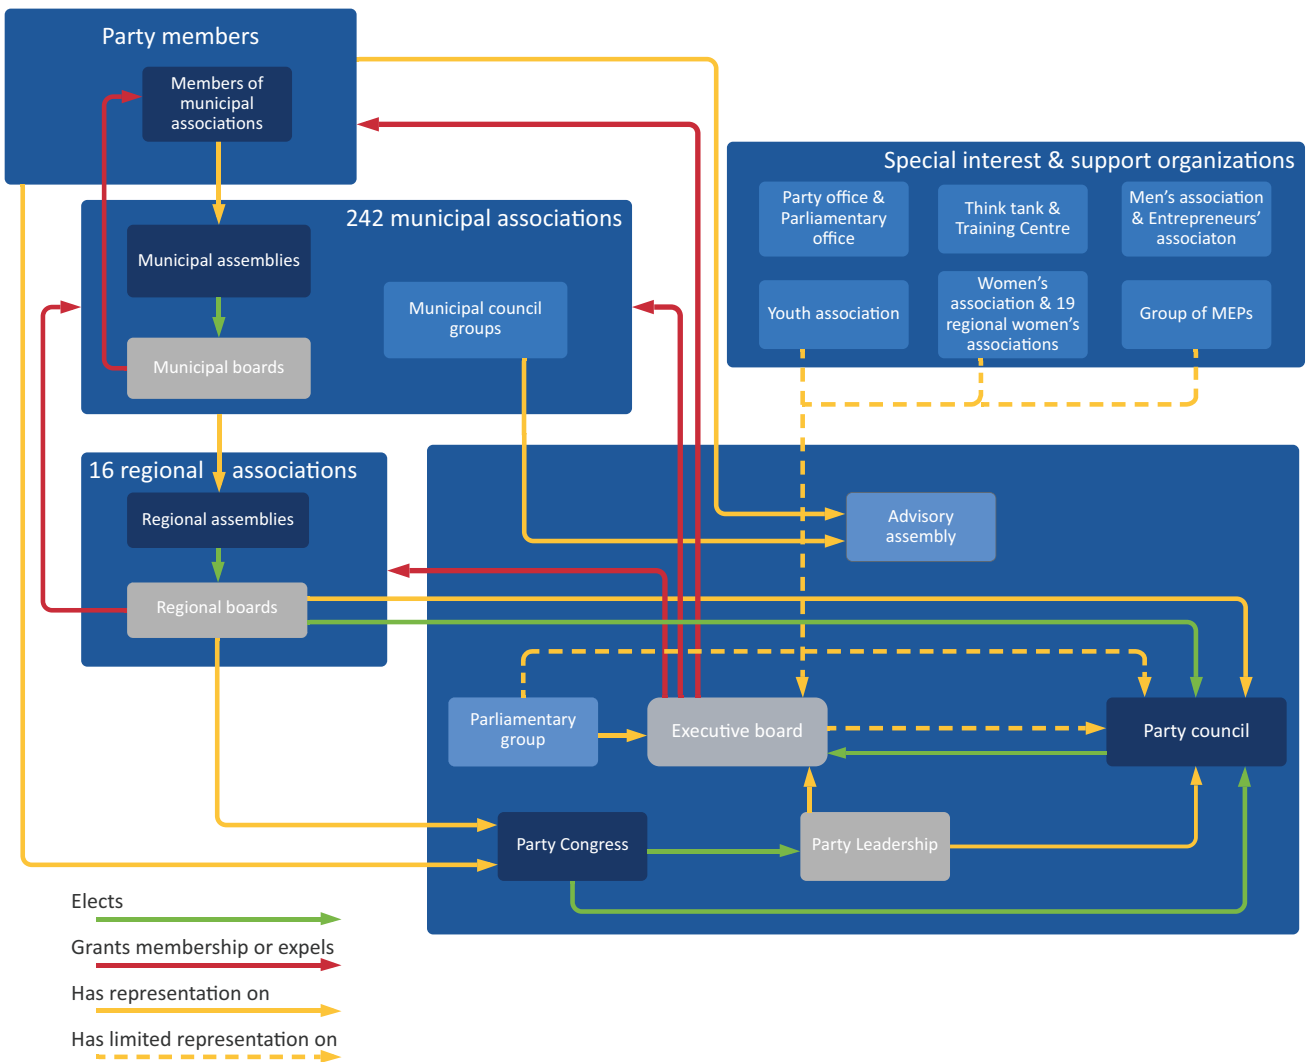 Party members
Members of
municipal
associations
242 municipal associations
Municipal assemblies
Municipal boards
Municipal council
groups
Special interest & support organizations
Party office &
Parliamentary
office
Think tank &
Training Centre
Men’s association
& Entrepreneurs’
associaton
Youth association
Women’s
association & 19
regional women’s
associations
Group of MEPs
16 regional associations
Regional assemblies
Regional boards
Advisory
assembly
Parliamentary
group
Executive board
Party council
Party Congress
Party Leadership
Elects
Grants membership or expels
Has representation on
Has limited representation on